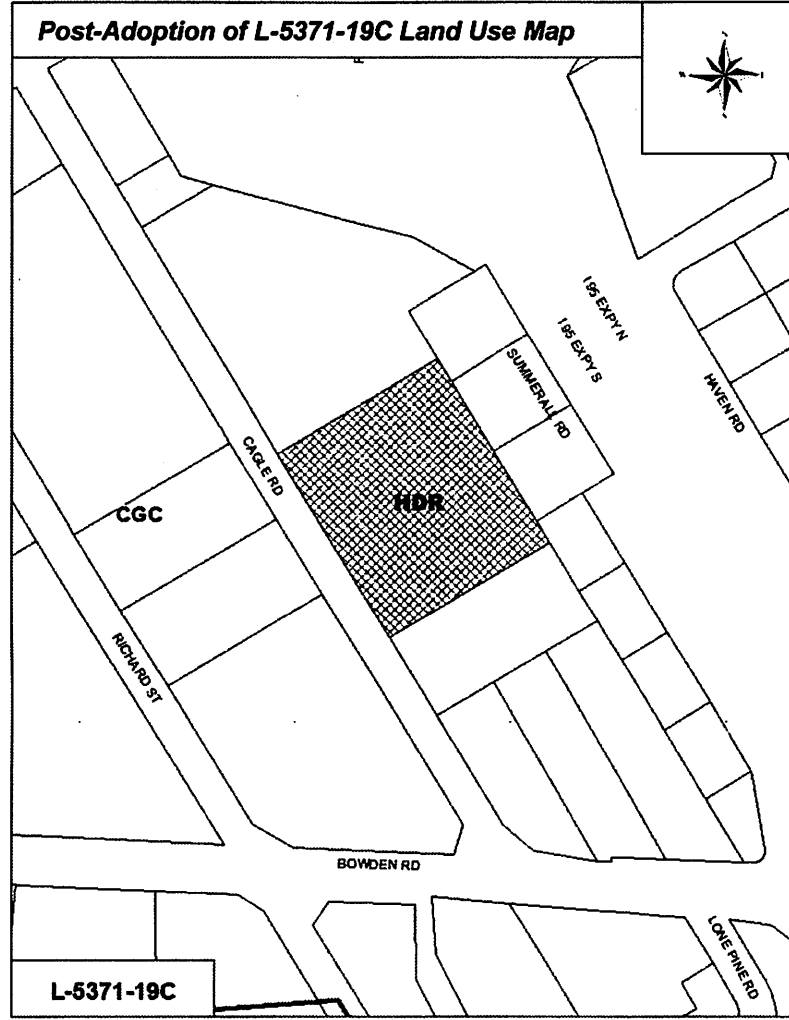 Post-Adoption of L-5371-19C Land Use Map
I 95 EXPY N
I 95 EXPY S
SUMMERALL RD
HAVEN RD
CAGLE RD
HDR
CGC
RICHARD ST
BOWDEN RD
LONE PINE RD
L-5371-19C